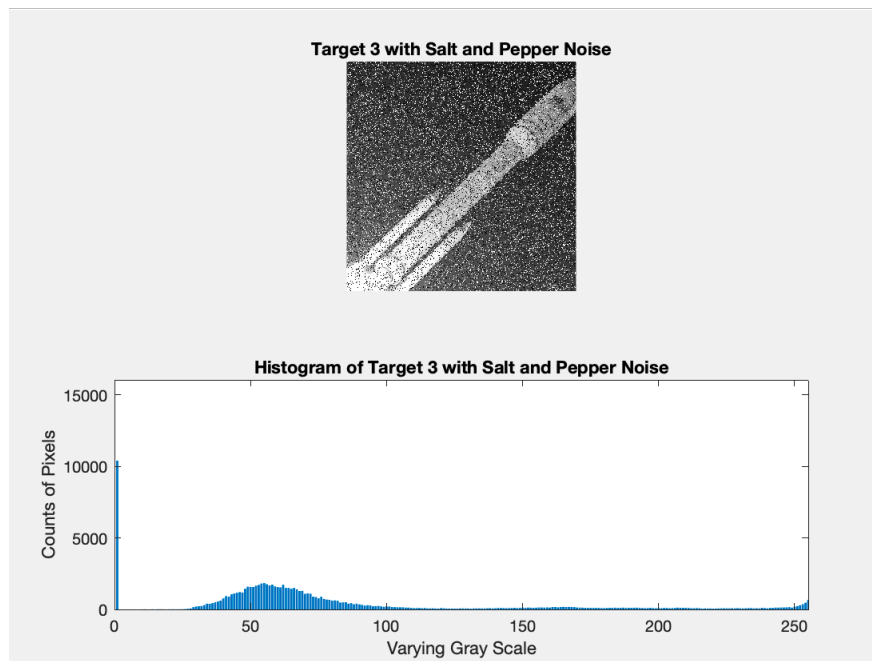 Target 3 with Salt and Pepper Noise
Histogram of Target 3 with Salt and Pepper Noise
15000
10000
5000
0
Counts of Pixels
0 50 100 150 200 250
Varying Gray Scale